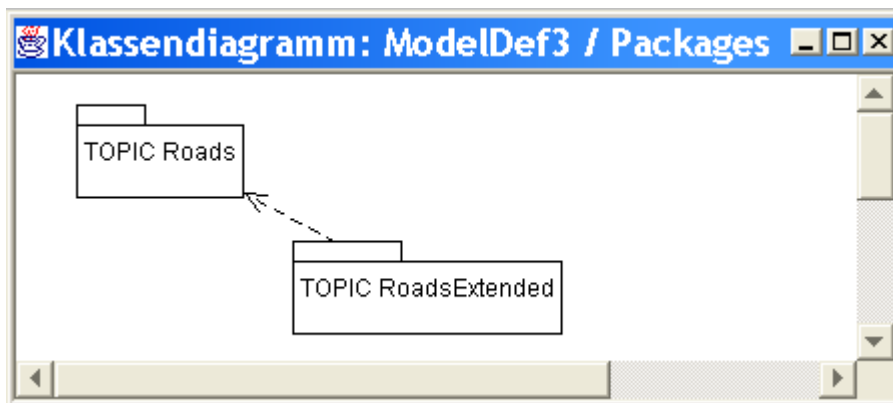 Klassendiagramm: ModelDef3 / Packages
TOPIC Roads
TOPIC RoadsExtended